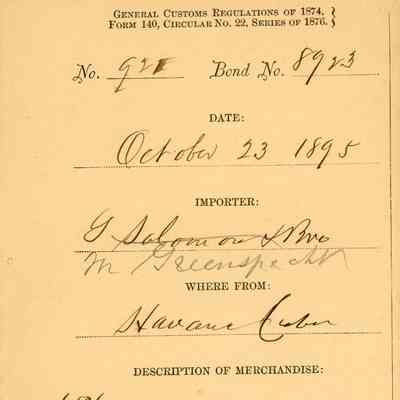 GENERAL CUSTOMS REGULATIONS OF 1874,
FORM 140, CIRCULAR NO. 22, SERIES OF 1876.
No. 921 Bond No. 8923
DATE:
October 23 1895
IMPORTER:
G Salomon & Bro
M Greenspecht
WHERE FROM:
Havana Cuba
DESCRIPTION OF MERCHANDISE: